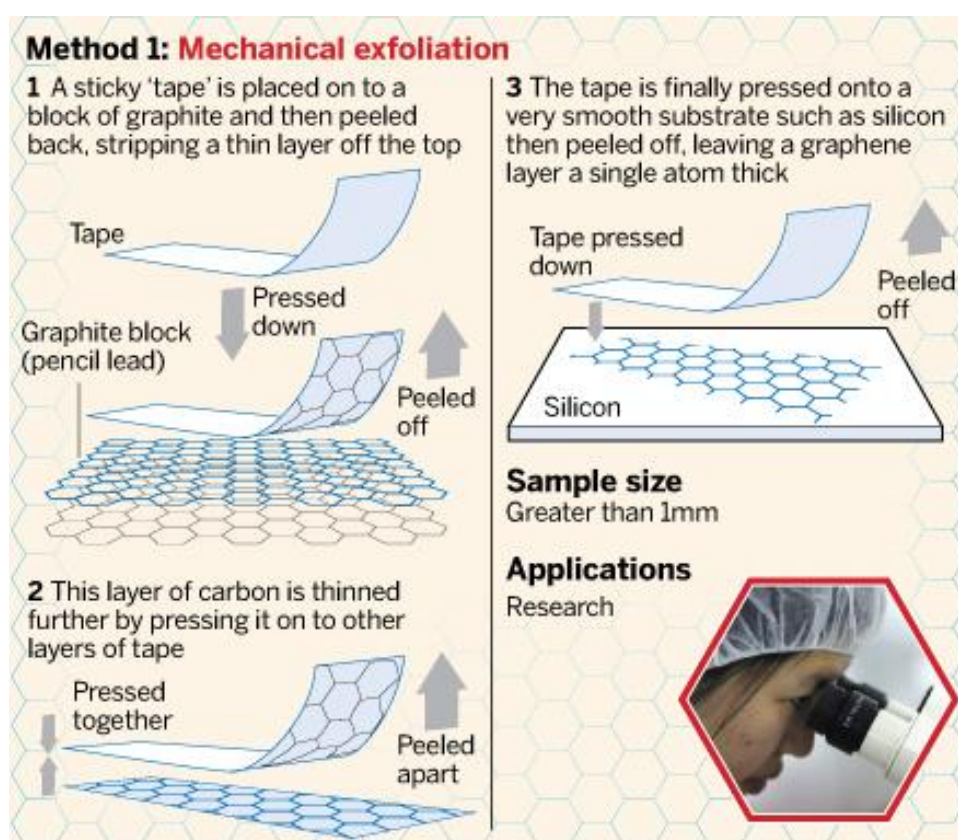 Method 1: Mechanical exfoliation
1 A sticky ‘tape’ is placed on to a
block of graphite and then peeled
back, stripping a thin layer off the top
Tape
Pressed
down
Graphite block
(pencil lead)
Peeled
off
2 This layer of carbon is thinned
further by pressing it on to other
layers of tape
Pressed
together
Peeled
apart
3 The tape is finally pressed onto a
very smooth substrate such as silicon
then peeled off, leaving a graphene
layer a single atom thick
Tape pressed
down
Peeled
off
Silicon
Sample size
Greater than 1mm
Applications
Research